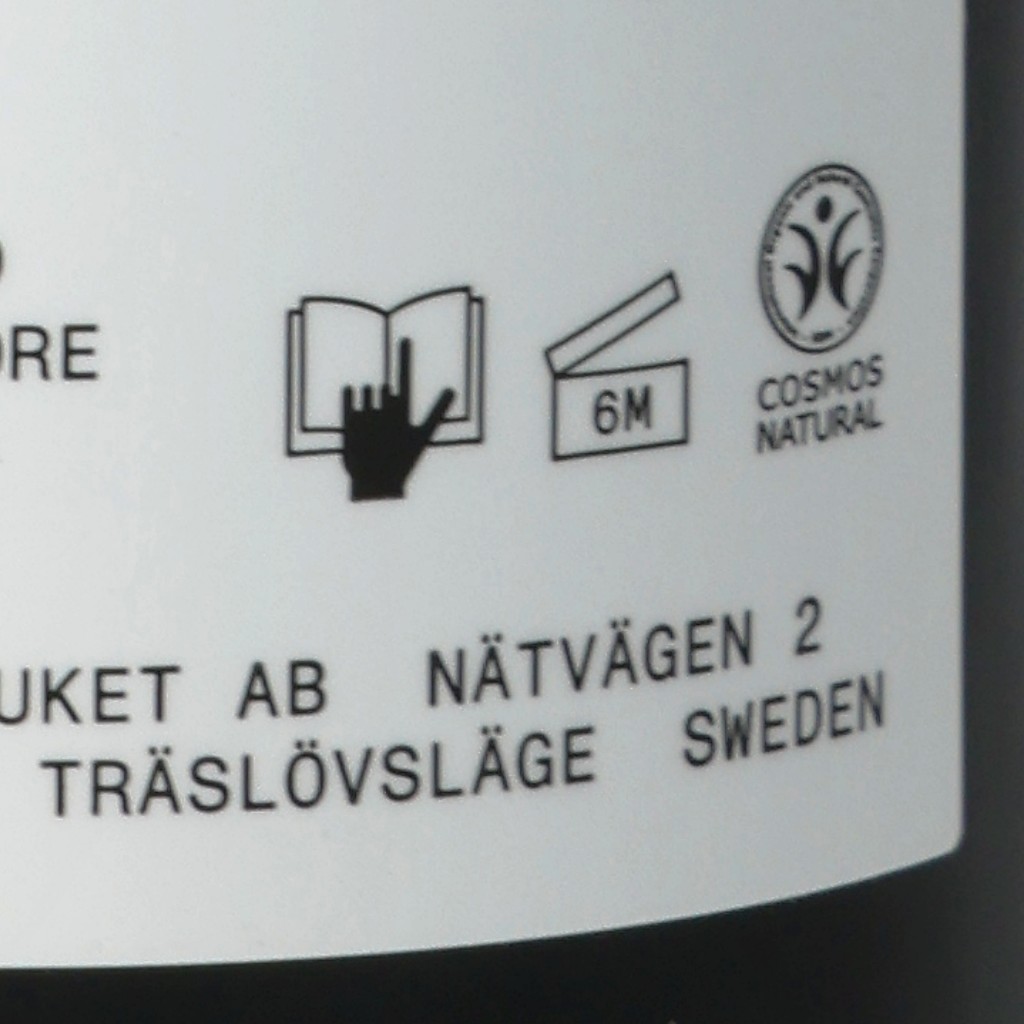 ORE
6M
COSMOS
NATURAL
UKET AB NÄTVÄGEN 2
TRÄSLÖVSLÄGE SWEDEN